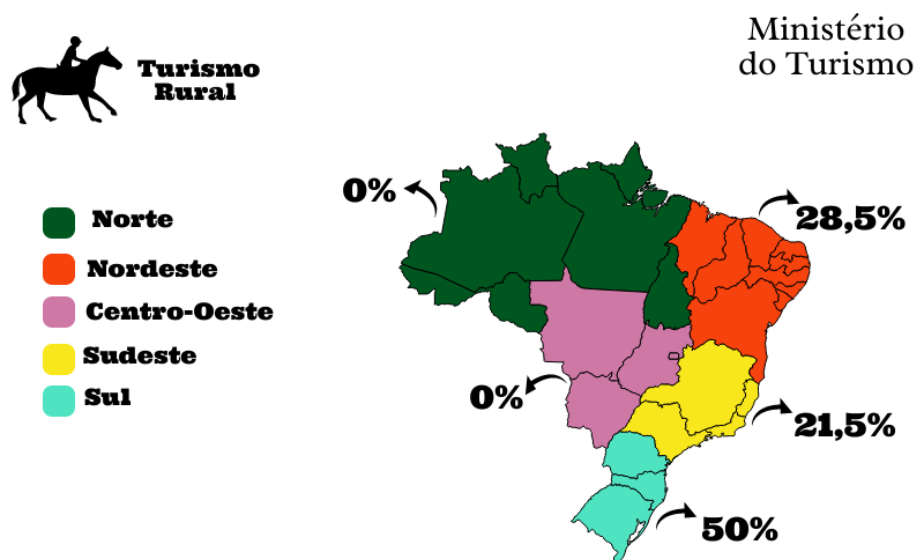 Ministério
do Turismo
Turismo
Rural
0%
28,5%
Norte
Nordeste
Centro-Oeste
Sudeste
Sul
0%
21,5%
50%